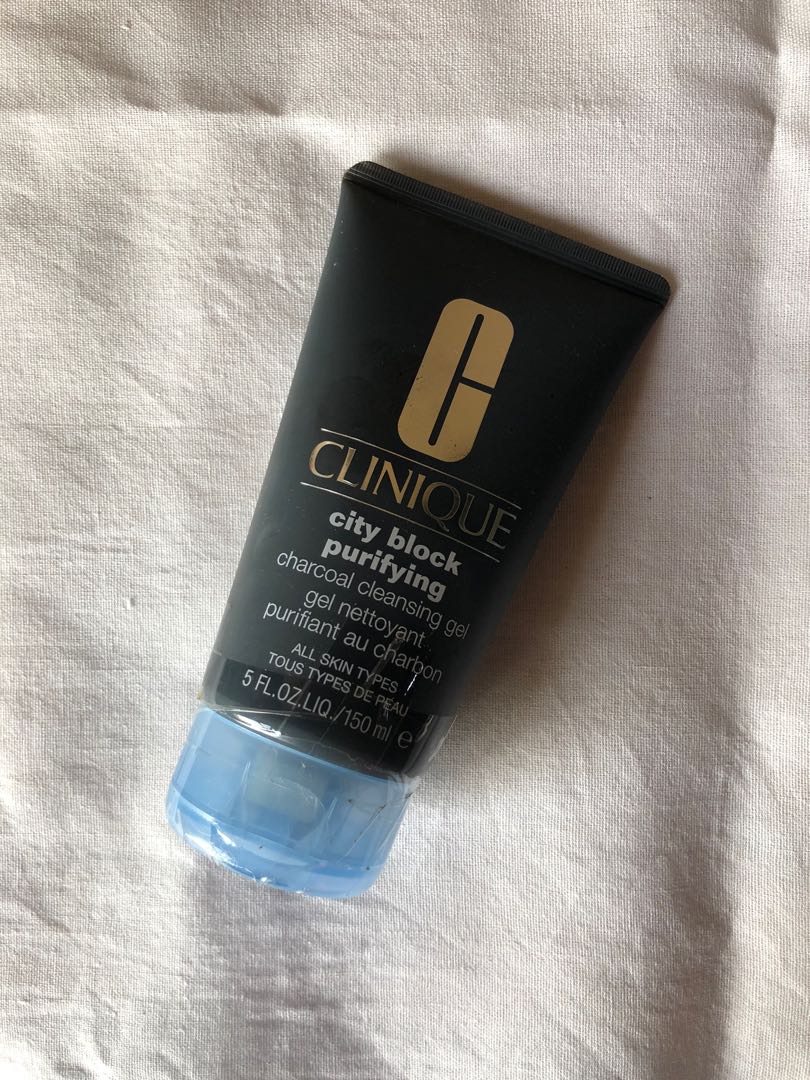 C
CLINIQUE
city block
purifying
charcoal cleansing gel
gel nettoyant
purifiant au charbon
ALL SKIN TYPES
TOUS TYPES DE PEAU
5 FL.OZ.LIQ./150 ml e